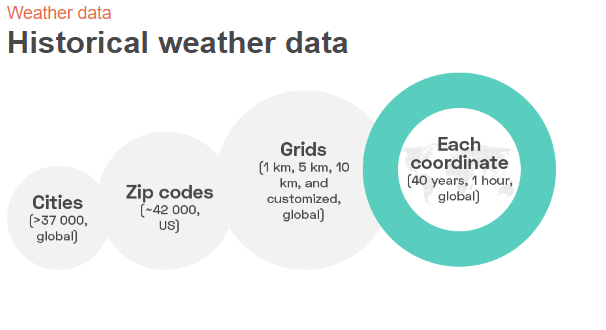 Weather data
Historical weather data
Cities
(>37 000,
global)
Zip codes
(~42 000,
US)
Grids
(1 km, 5 km, 10
km, and
customized,
global)
Each
coordinate
(40 years, 1 hour,
global)